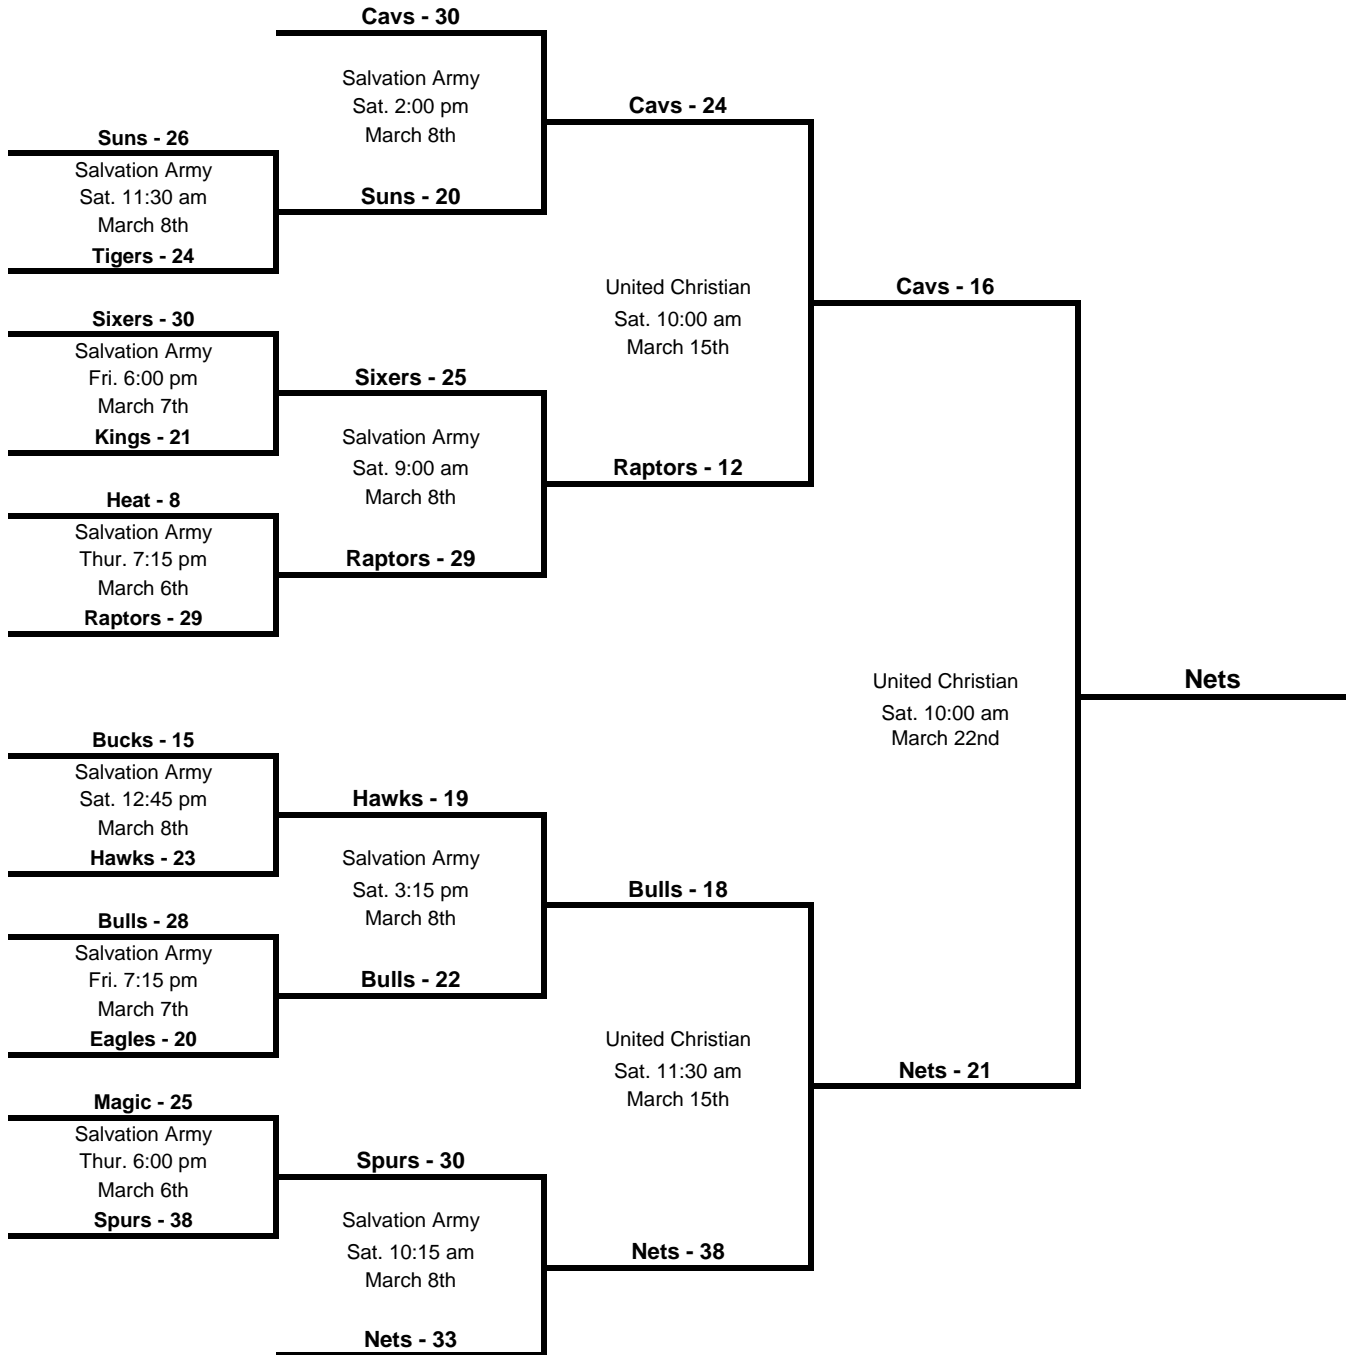 Cavs - 30
Salvation Army
Sat. 2:00 pm
March 8th
Suns - 20
Suns - 26
Salvation Army
Sat. 11:30 am
March 8th
Tigers - 24
Sixers - 30
Salvation Army
Fri. 6:00 pm
March 7th
Kings - 21
Heat - 8
Salvation Army
Thur. 7:15 pm
March 6th
Raptors - 29
Sixers - 25
Salvation Army
Sat. 9:00 am
March 8th
Raptors - 29
Cavs - 24
United Christian
Sat. 10:00 am
March 15th
Raptors - 12
Cavs - 16
United Christian
Sat. 10:00 am
March 22nd
Nets - 21
Nets
Bucks - 15
Salvation Army
Sat. 12:45 pm
March 8th
Hawks - 23
Bulls - 28
Salvation Army
Fri. 7:15 pm
March 7th
Eagles - 20
Magic - 25
Salvation Army
Thur. 6:00 pm
March 6th
Spurs - 38
Hawks - 19
Salvation Army
Sat. 3:15 pm
March 8th
Bulls - 22
Spurs - 30
Salvation Army
Sat. 10:15 am
March 8th
Nets - 33
Bulls - 18
United Christian
Sat. 11:30 am
March 15th
Nets - 38